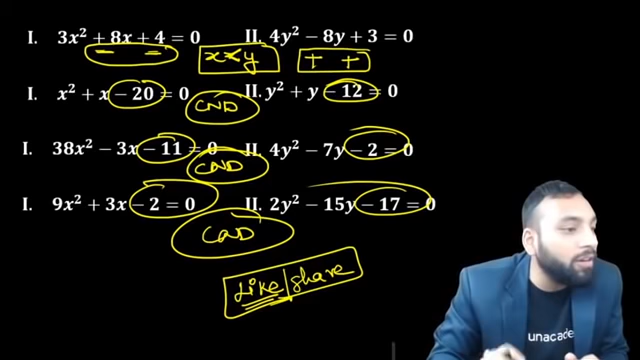 I. 3x² + 8x + 4 = 0 II. 4y² − 8y + 3 = 0
x < y + +
I. x² + x − 20 = 0 II. y² + y − 12 = 0
CND
I. 38x² − 3x − 11 = 0 II. 4y² − 7y − 2 = 0
CND
I. 9x² + 3x − 2 = 0 II. 2y² − 15y − 17 = 0
CND
Like/share
unacade